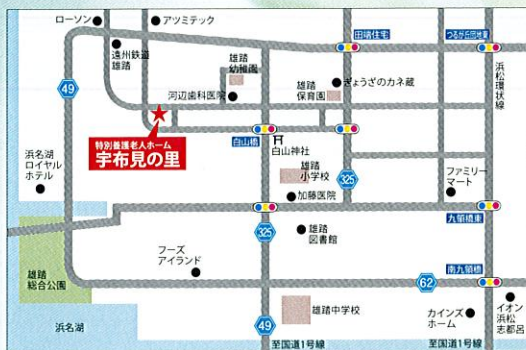 ローソン
アツミテック
遠州鉄道
雄踏
雄踏
幼稚園
河辺歯科医院
雄踏
保育園
田端住宅
ぎょうざのカネ蔵
つるが丘団地東
浜松環状線
49
特別養護老人ホーム
宇布見の里
白山橋
白山神社
雄踏
小学校
加藤医院
325
ファミリー
マート
浜名湖
ロイヤル
ホテル
九領橋東
325
雄踏
図書館
フーズ
アイランド
雄踏
総合公園
南九領橋
62
浜名湖
雄踏中学校
49
至国道1号線
カインズ
ホーム
イオン
浜松
志都呂
至国道1号線